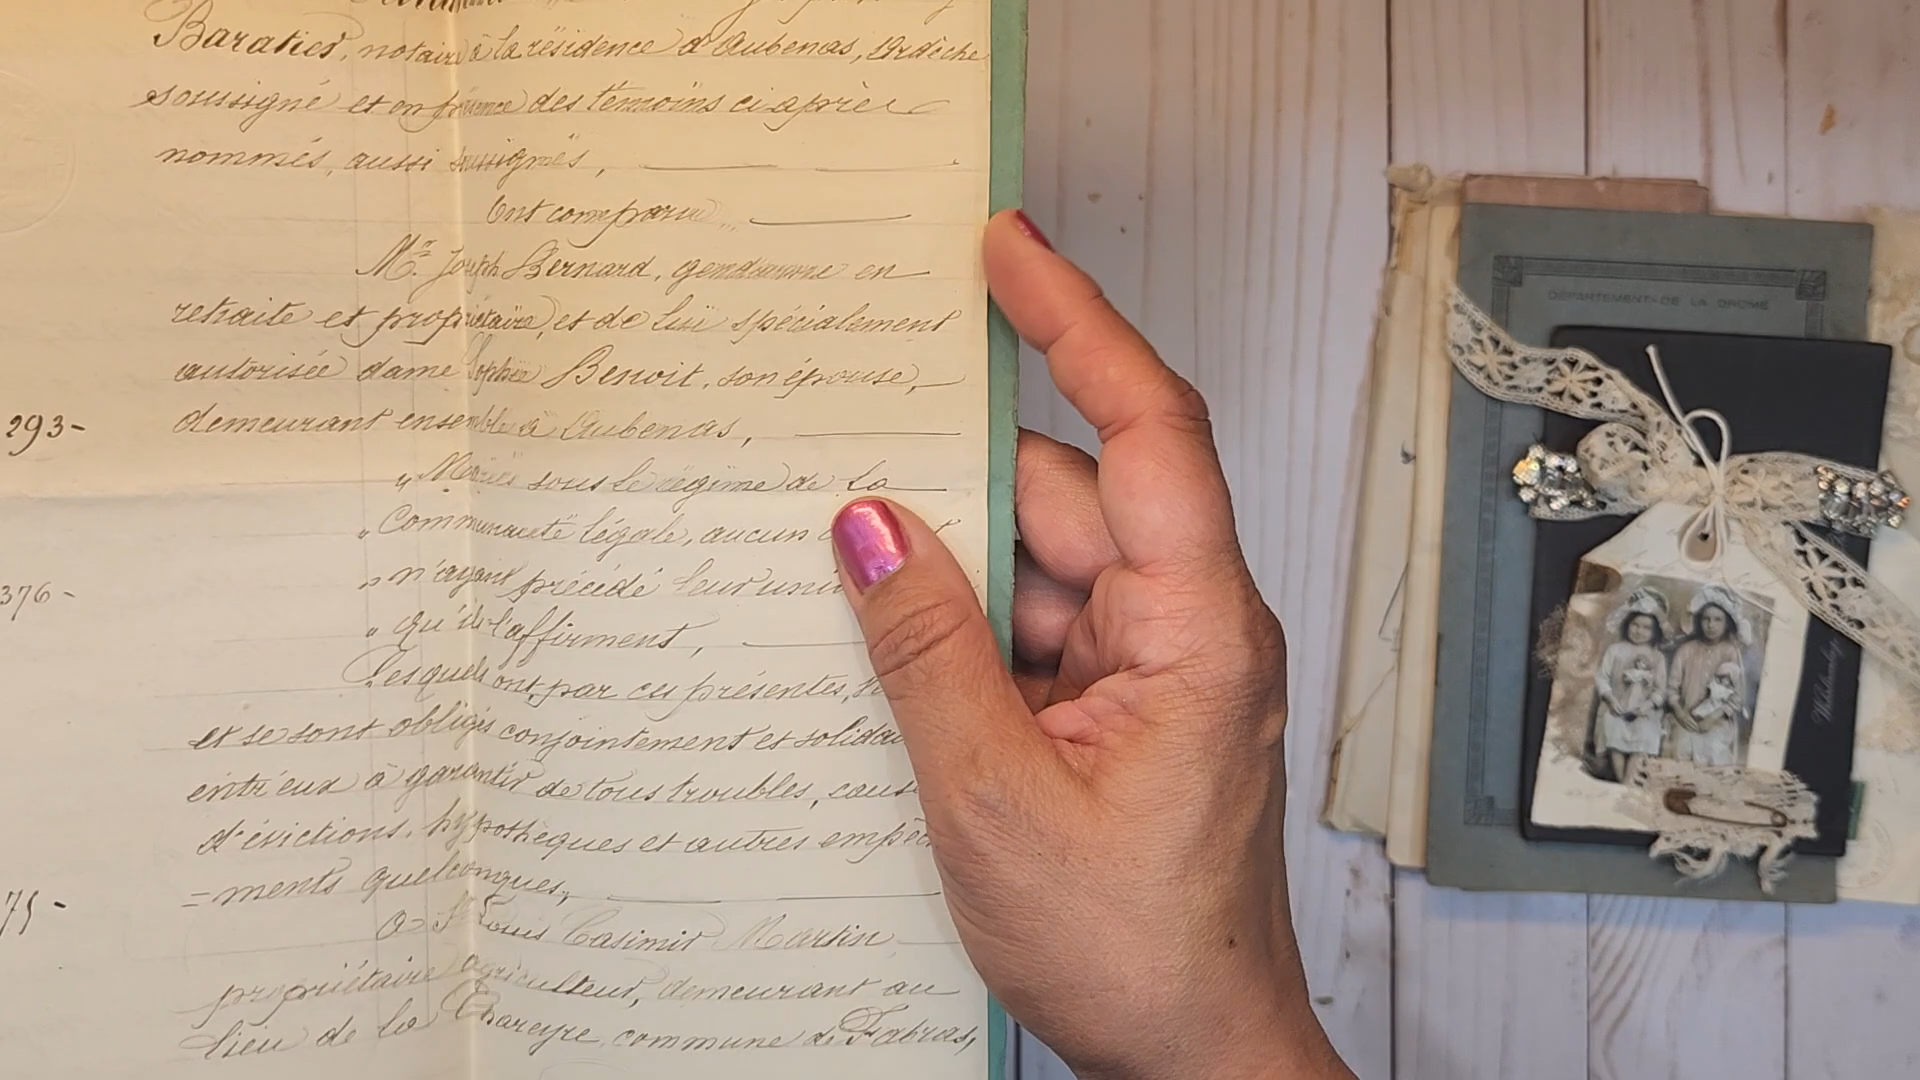 Baratier, notaire à la résidence d'Aubenas, Ardèche
soussigné et en présence des témoins ci après
nommés, aussi soussignés,
Ont comparu
Mr. Joseph Bernard, gendarme en
retraite et propriétaire, et de lui spécialement
autorisée dame Sophie Benoit, son épouse,
293- demeurant ensemble à Aubenas,
„ Mariés sous le régime de la
„ Communauté légale, aucun
376 - „ n'ayant précédé leur union
„ qu'ils l'affirment,
Lesquels ont, par ces présentes,
et se sont obligés conjointement et solidai
entr'eux à garantir de tous troubles, cause
d'évictions, hypothèques et autres empêch
75 - =ments quelconques,
à Louis Casimir Martin
propriétaire agriculteur, demeurant au
lieu de la Chareyre commune de Fabras,
DÉPARTEMENT DE LA DROME